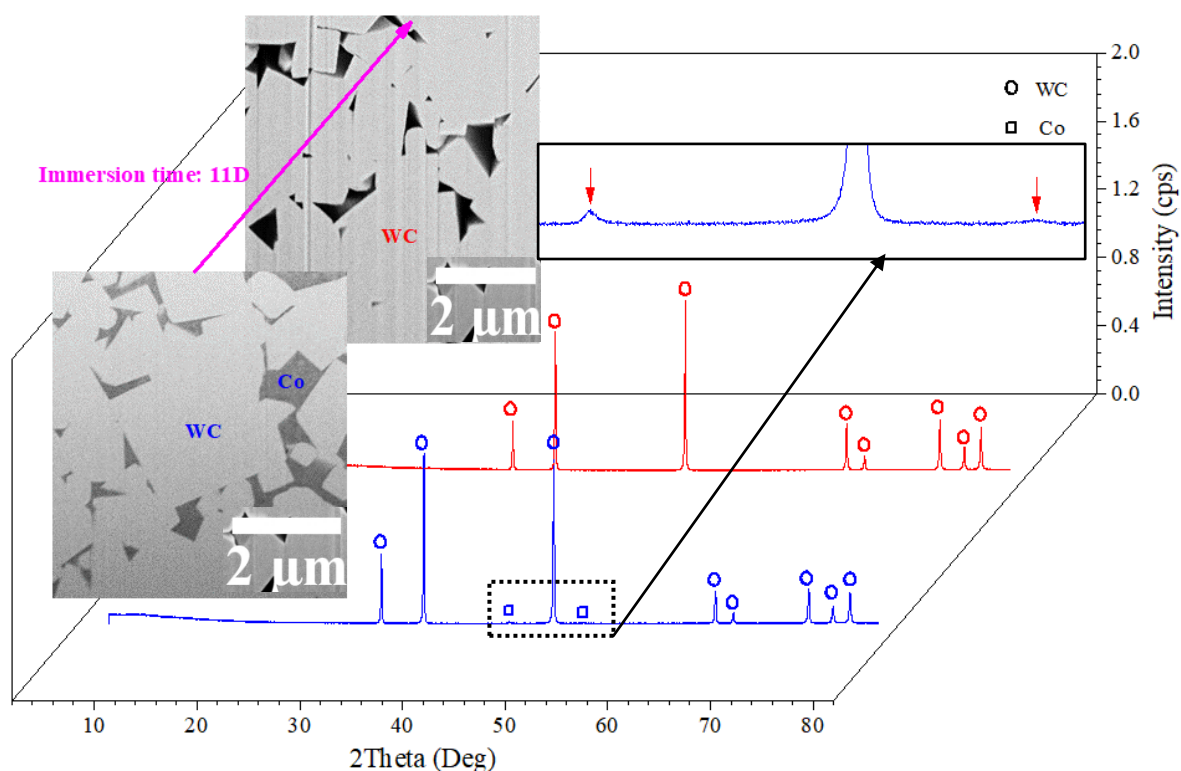 2.0
WC
1.6
Co
Immersion time: 11D
1.2
WC
2 μm
0.8
Intensity (cps)
0.4
Co
WC
0.0
2 μm
10 20 30 40 50 60 70 80
2Theta (Deg)